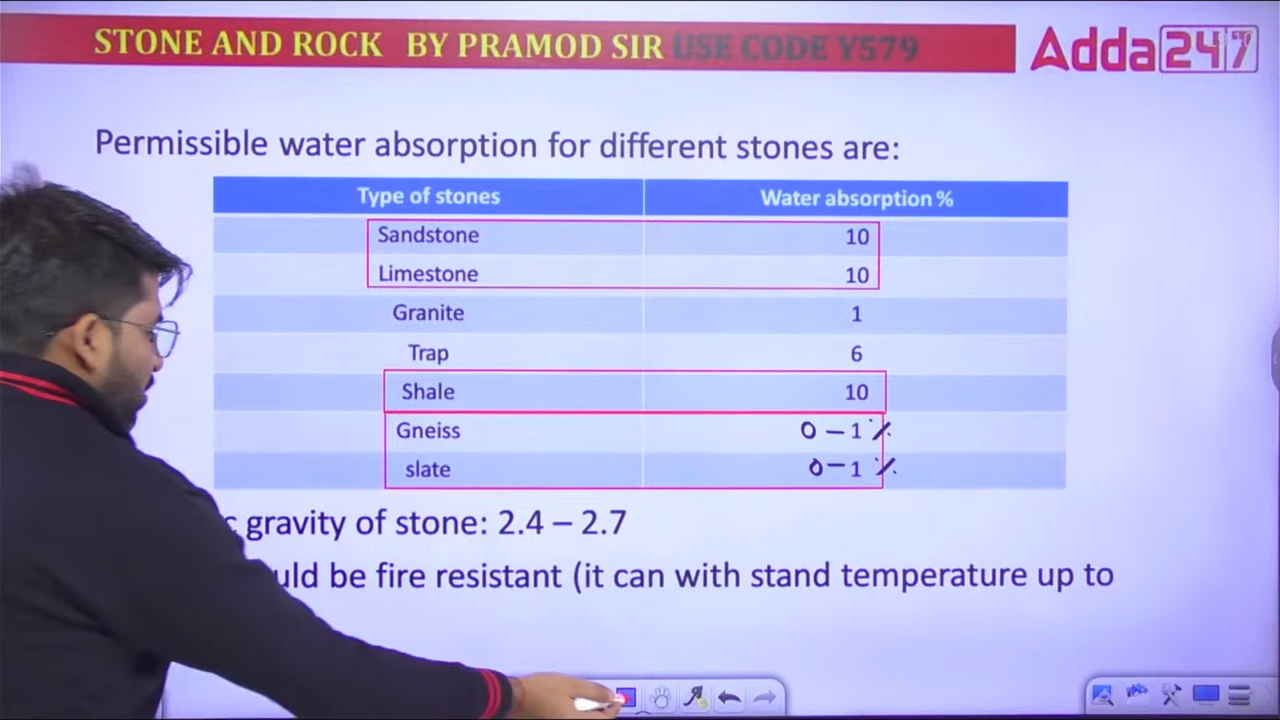 STONE AND ROCK BY PRAMOD SIR USE CODE Y579
Adda247
Permissible water absorption for different stones are:
Type of stones Water absorption %
Sandstone 10
Limestone 10
Granite 1
Trap 6
Shale 10
Gneiss 0 – 1 %
slate 0 – 1 %
gravity of stone: 2.4 – 2.7
be fire resistant (it can with stand temperature up to